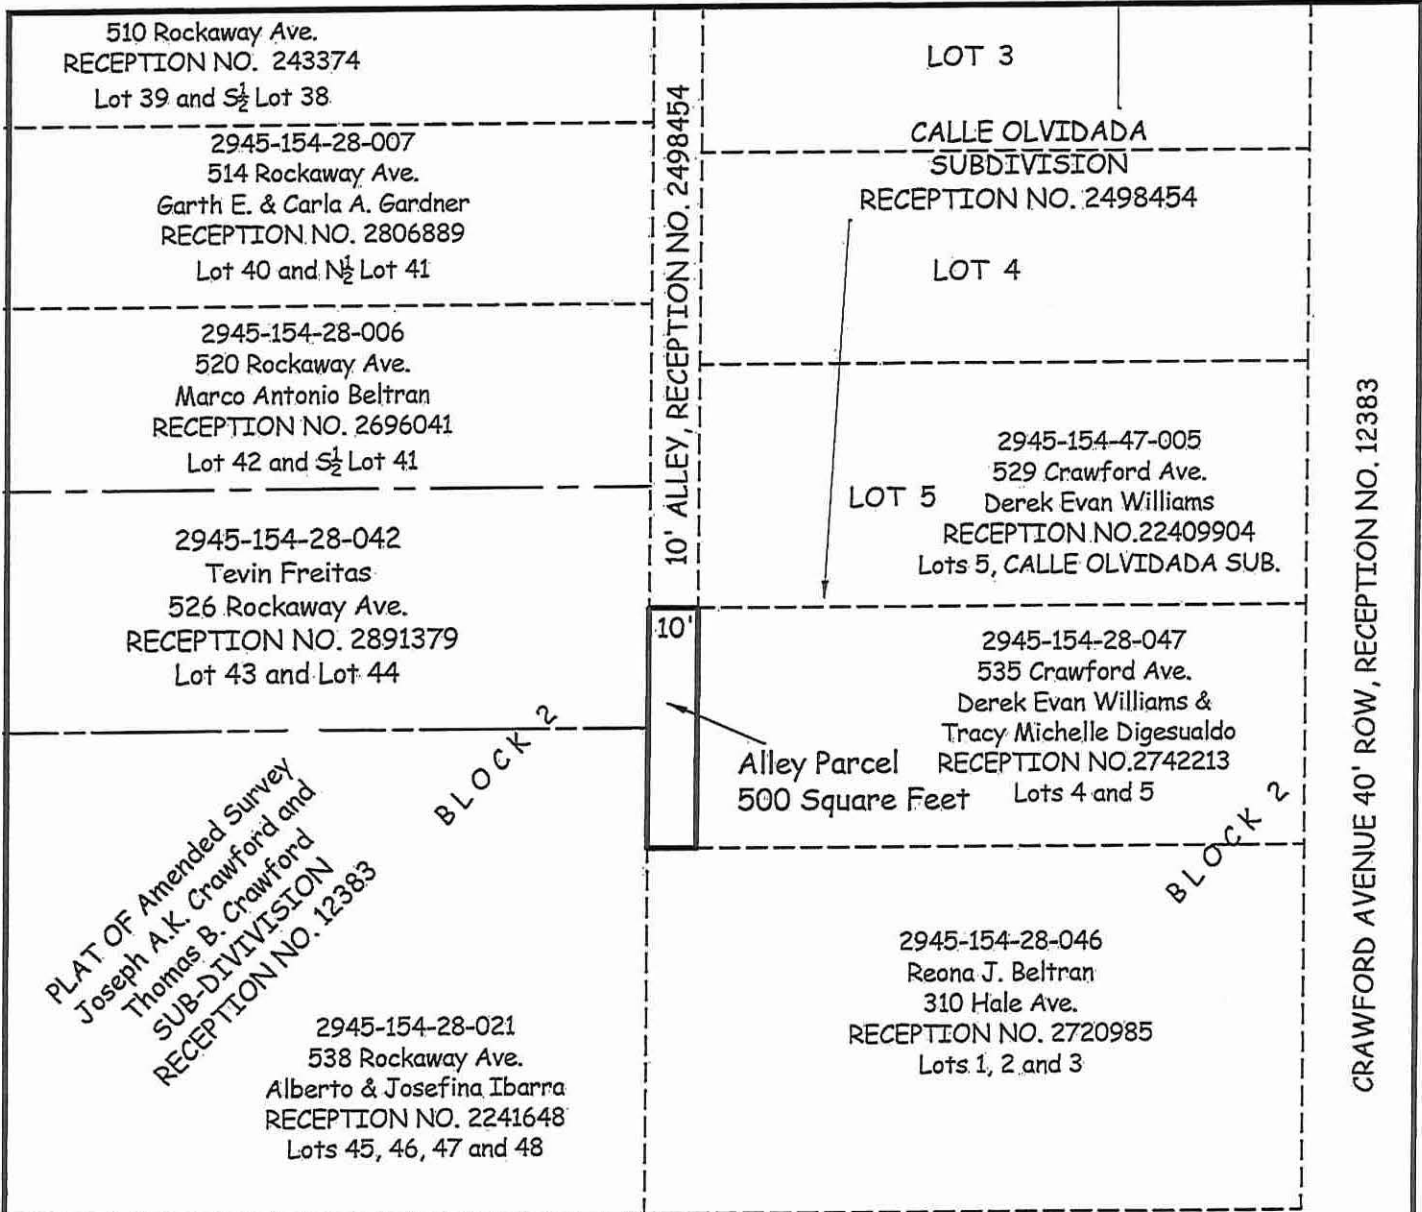 510 Rockaway Ave.
RECEPTION NO. 243374
Lot 39 and S½ Lot 38
2945-154-28-007
514 Rockaway Ave.
Garth E. & Carla A. Gardner
RECEPTION NO. 2806889
Lot 40 and N½ Lot 41
2945-154-28-006
520 Rockaway Ave.
Marco Antonio Beltran
RECEPTION NO. 2696041
Lot 42 and S½ Lot 41
2945-154-28-042
Tevin Freitas
526 Rockaway Ave.
RECEPTION NO. 2891379
Lot 43 and Lot 44
BLOCK 2
PLAT OF Amended Survey
Joseph A.K. Crawford and
Thomas B. Crawford
SUB-DIVIVISION
RECEPTION NO. 12383
2945-154-28-021
538 Rockaway Ave.
Alberto & Josefina Ibarra
RECEPTION NO. 2241648
Lots 45, 46, 47 and 48
10' ALLEY, RECEPTION NO. 2498454
10'
Alley Parcel
500 Square Feet
LOT 3
CALLE OLVIDADA
SUBDIVISION
RECEPTION NO. 2498454
LOT 4
LOT 5
2945-154-47-005
529 Crawford Ave.
Derek Evan Williams
RECEPTION NO.22409904
Lots 5, CALLE OLVIDADA SUB.
2945-154-28-047
535 Crawford Ave.
Derek Evan Williams &
Tracy Michelle Digesualdo
RECEPTION NO.2742213
Lots 4 and 5
BLOCK 2
2945-154-28-046
Reona J. Beltran
310 Hale Ave.
RECEPTION NO. 2720985
Lots 1, 2 and 3
CRAWFORD AVENUE 40' ROW, RECEPTION NO. 12383